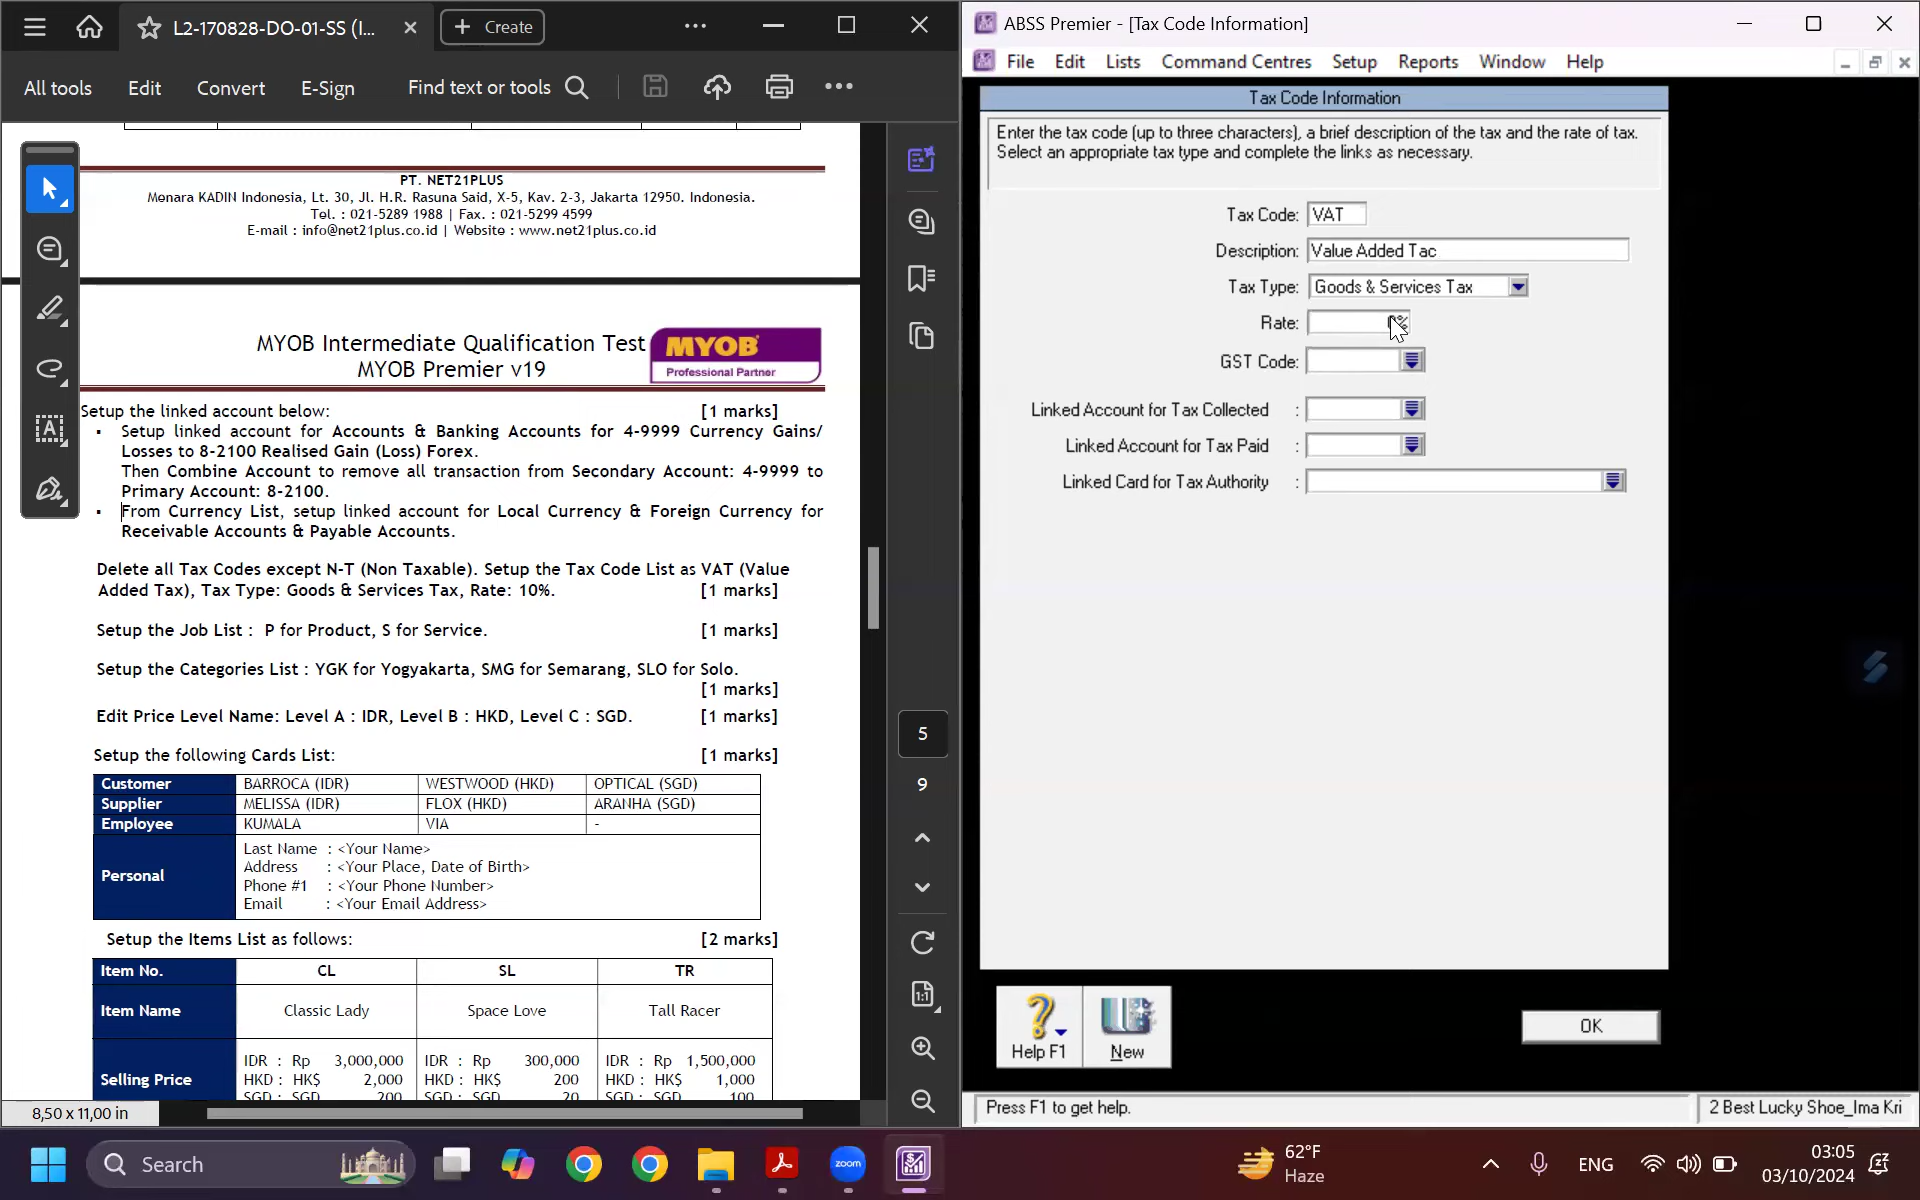 L2-170828-DO-01-SS (I...
Create
All tools
Edit
Convert
E-Sign
Find text or tools
PT. NET21PLUS
Menara KADIN Indonesia, Lt. 30, Jl. H.R. Rasuna Said, X-5, Kav. 2-3, Jakarta 12950. Indonesia.
Tel. : 021-5289 1988 | Fax. : 021-5299 4599
E-mail : info@net21plus.co.id | Website : www.net21plus.co.id
MYOB Intermediate Qualification Test
MYOB Premier v19
MYOB
Professional Partner
Setup the linked account below: [1 marks]
▪ Setup linked account for Accounts & Banking Accounts for 4-9999 Currency Gains/
Losses to 8-2100 Realised Gain (Loss) Forex.
Then Combine Account to remove all transaction from Secondary Account: 4-9999 to
Primary Account: 8-2100.
▪ From Currency List, setup linked account for Local Currency & Foreign Currency for
Receivable Accounts & Payable Accounts.
Delete all Tax Codes except N-T (Non Taxable). Setup the Tax Code List as VAT (Value
Added Tax), Tax Type: Goods & Services Tax, Rate: 10%. [1 marks]
Setup the Job List : P for Product, S for Service. [1 marks]
Setup the Categories List : YGK for Yogyakarta, SMG for Semarang, SLO for Solo.
[1 marks]
Edit Price Level Name: Level A : IDR, Level B : HKD, Level C : SGD. [1 marks]
Setup the following Cards List: [1 marks]
Customer BARROCA (IDR) WESTWOOD (HKD) OPTICAL (SGD)
Supplier MELISSA (IDR) FLOX (HKD) ARANHA (SGD)
Employee KUMALA VIA -
Personal
Last Name : <Your Name>
Address : <Your Place, Date of Birth>
Phone #1 : <Your Phone Number>
Email : <Your Email Address>
Setup the Items List as follows: [2 marks]
Item No. CL SL TR
Item Name Classic Lady Space Love Tall Racer
Selling Price
IDR : Rp 3,000,000 IDR : Rp 300,000 IDR : Rp 1,500,000
HKD : HK$ 2,000 HKD : HK$ 200 HKD : HK$ 1,000
SGD : SGD 200 SGD : SGD 20 SGD : SGD 100
8,50 x 11,00 in
5
9
1:1
ABSS Premier - [Tax Code Information]
File Edit Lists Command Centres Setup Reports Window Help
Tax Code Information
Enter the tax code (up to three characters), a brief description of the tax and the rate of tax.
Select an appropriate tax type and complete the links as necessary.
Tax Code: VAT
Description: Value Added Tac
Tax Type: Goods & Services Tax
Rate:
GST Code:
Linked Account for Tax Collected :
Linked Account for Tax Paid :
Linked Card for Tax Authority :
Help F1
New
OK
Press F1 to get help.
2 Best Lucky Shoe_Ima Kri
Search
zoom
62°F
Haze
ENG
03:05
03/10/2024